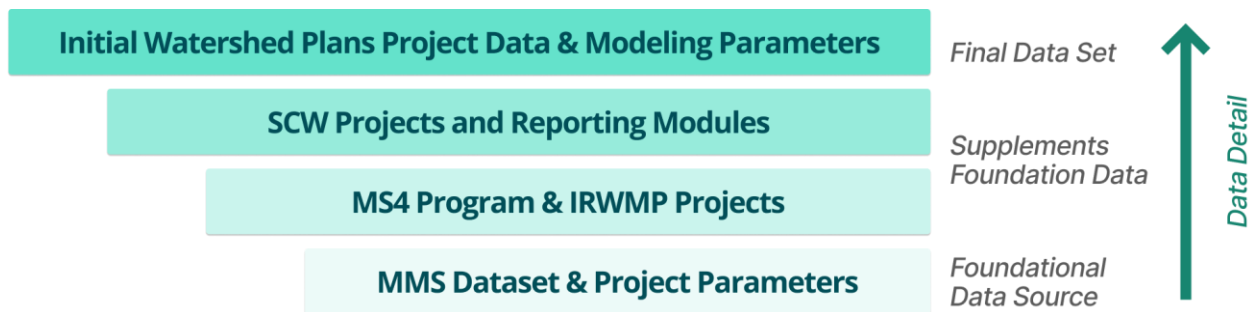 Initial Watershed Plans Project Data & Modeling Parameters
Final Data Set
SCW Projects and Reporting Modules
Supplements
Foundation Data
MS4 Program & IRWMP Projects
MMS Dataset & Project Parameters
Foundational
Data Source
Data Detail